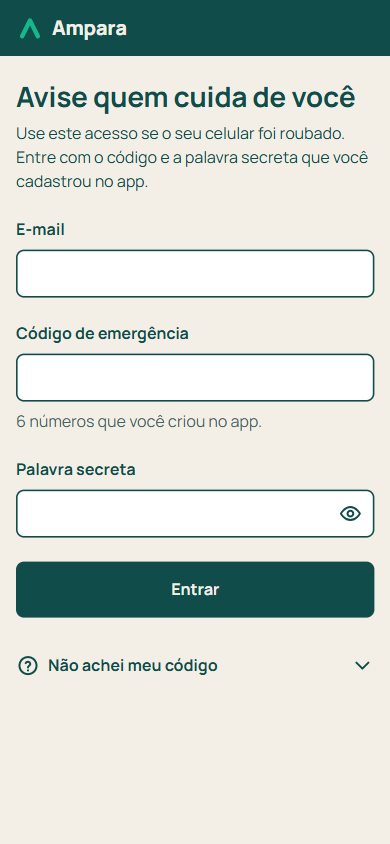 Ampara
Avise quem cuida de você
Use este acesso se o seu celular foi roubado.
Entre com o código e a palavra secreta que você
cadastrou no app.
E-mail
Código de emergência
6 números que você criou no app.
Palavra secreta
Entrar
Não achei meu código